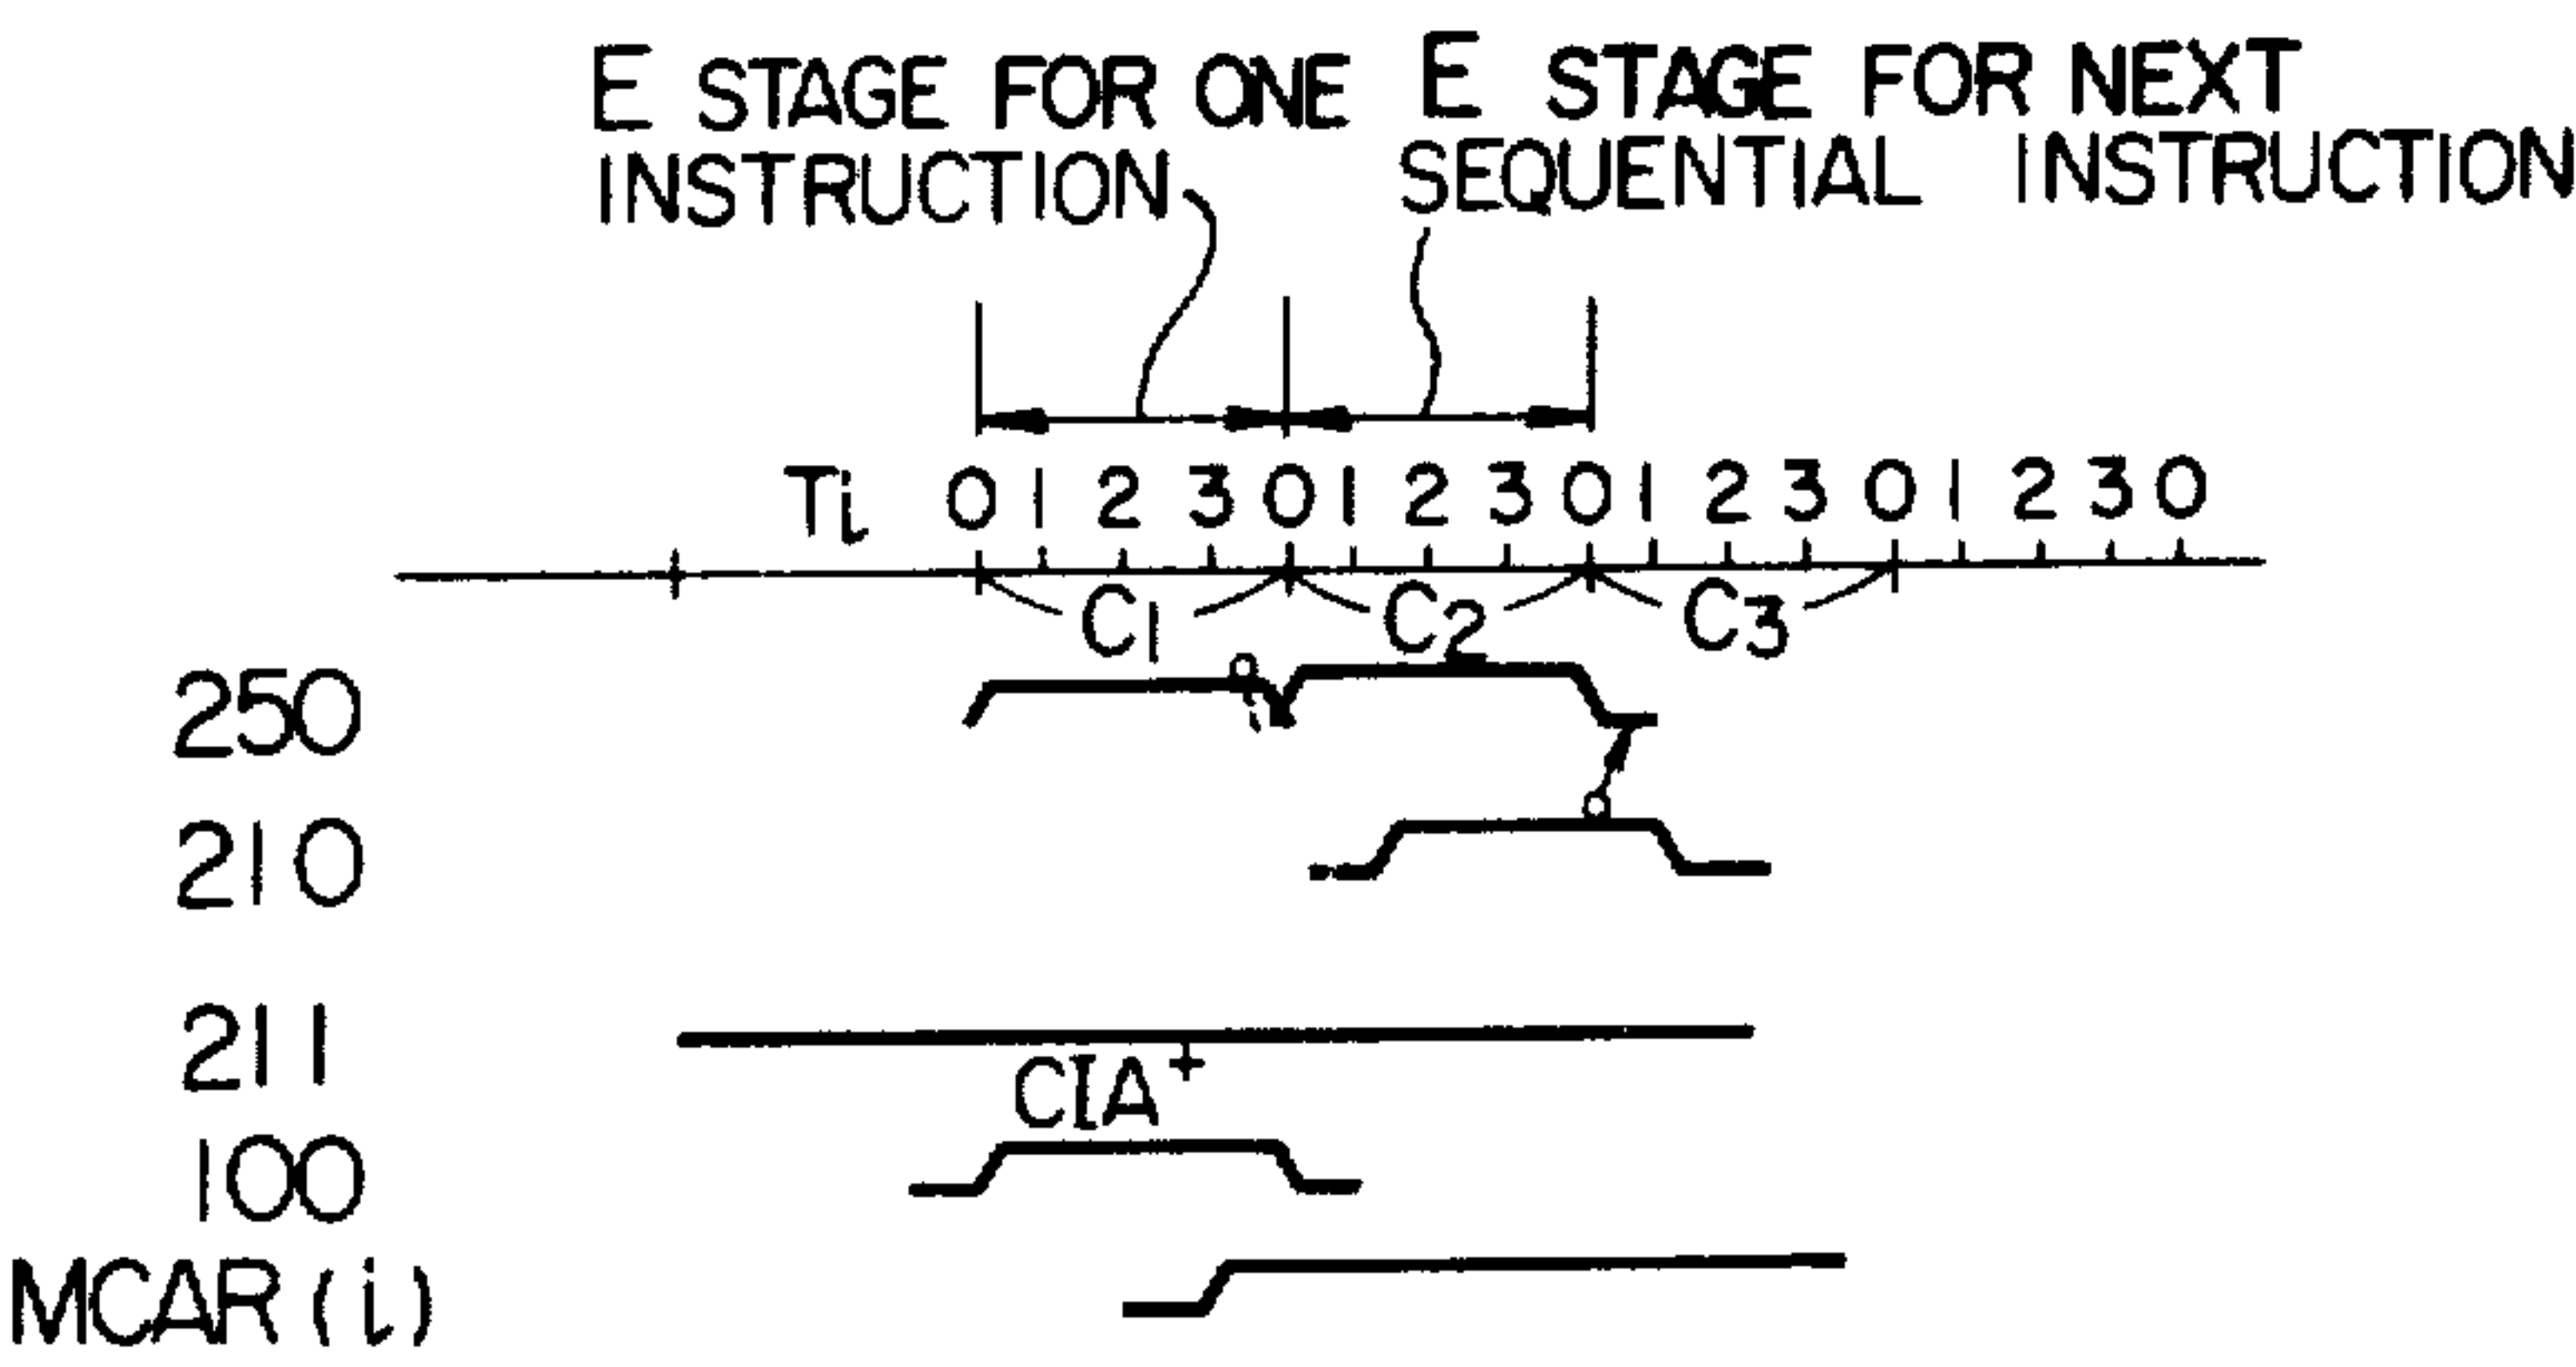 E STAGE FOR ONE
INSTRUCTION
E STAGE FOR NEXT
SEQUENTIAL INSTRUCTION
Ti 0 1 2 3 0 1 2 3 0 1 2 3 0 1 2 3 0
C1 C2 C3
250
210
211
CIA+
100
MCAR (i)